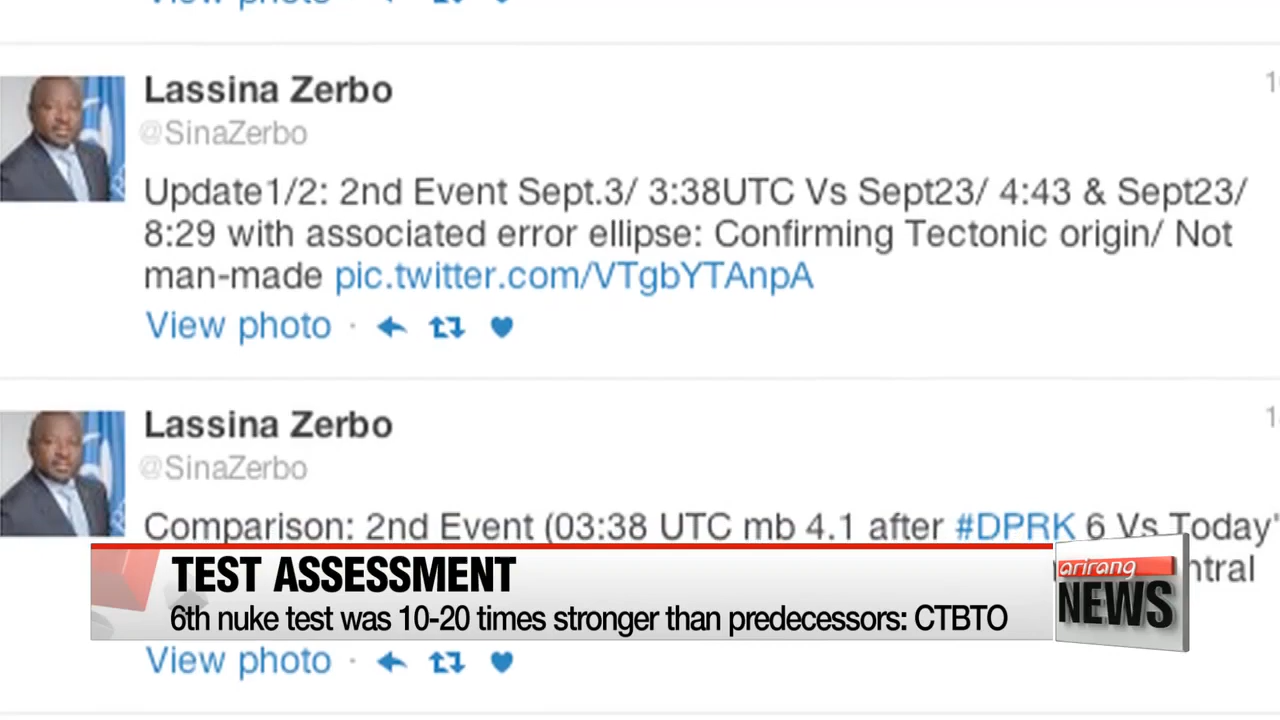 View photo
Lassina Zerbo
@SinaZerbo
Update1/2: 2nd Event Sept.3/ 3:38UTC Vs Sept23/ 4:43 & Sept23/
8:29 with associated error ellipse: Confirming Tectonic origin/ Not
man-made pic.twitter.com/VTgbYTAnpA
View photo
Lassina Zerbo
@SinaZerbo
Comparison: 2nd Event (03:38 UTC mb 4.1 after #DPRK 6 Vs Today'
TEST ASSESSMENT
6th nuke test was 10-20 times stronger than predecessors: CTBTO
arirang
NEWS
View photo